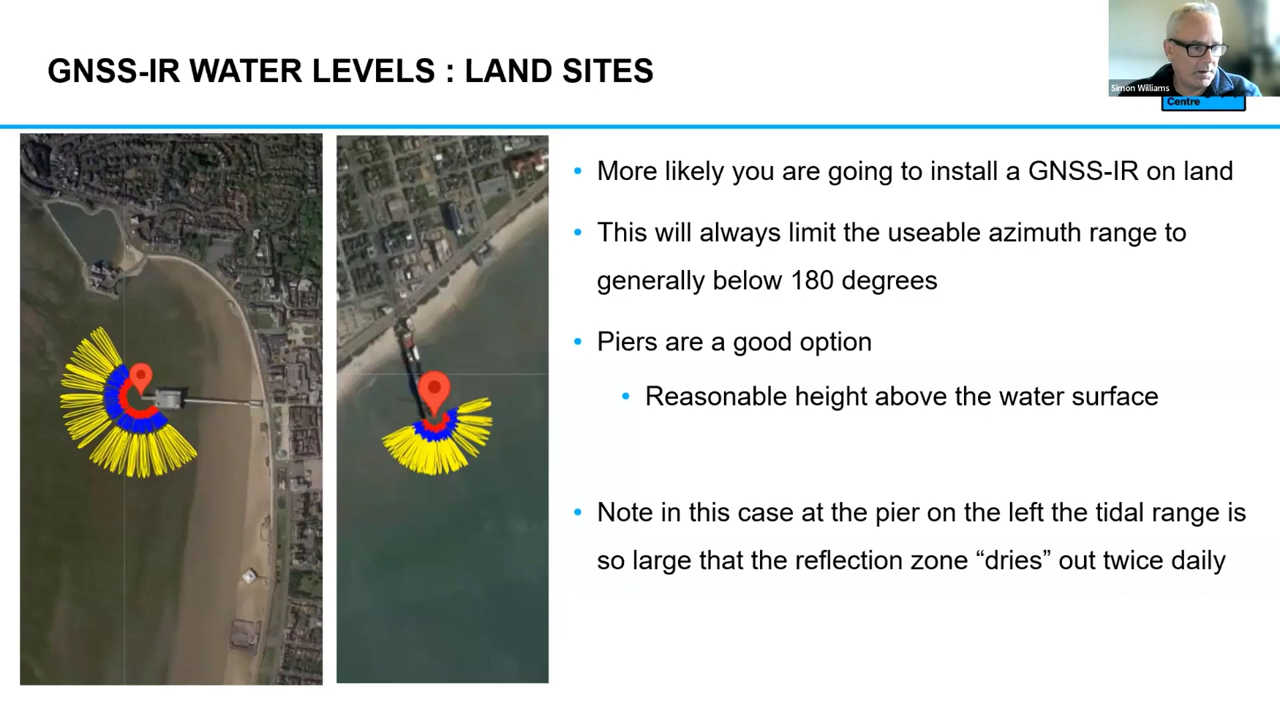 GNSS-IR WATER LEVELS : LAND SITES
Simon Williams
Centre
More likely you are going to install a GNSS-IR on land
This will always limit the useable azimuth range to
generally below 180 degrees
Piers are a good option
Reasonable height above the water surface
Note in this case at the pier on the left the tidal range is
so large that the reflection zone “dries” out twice daily